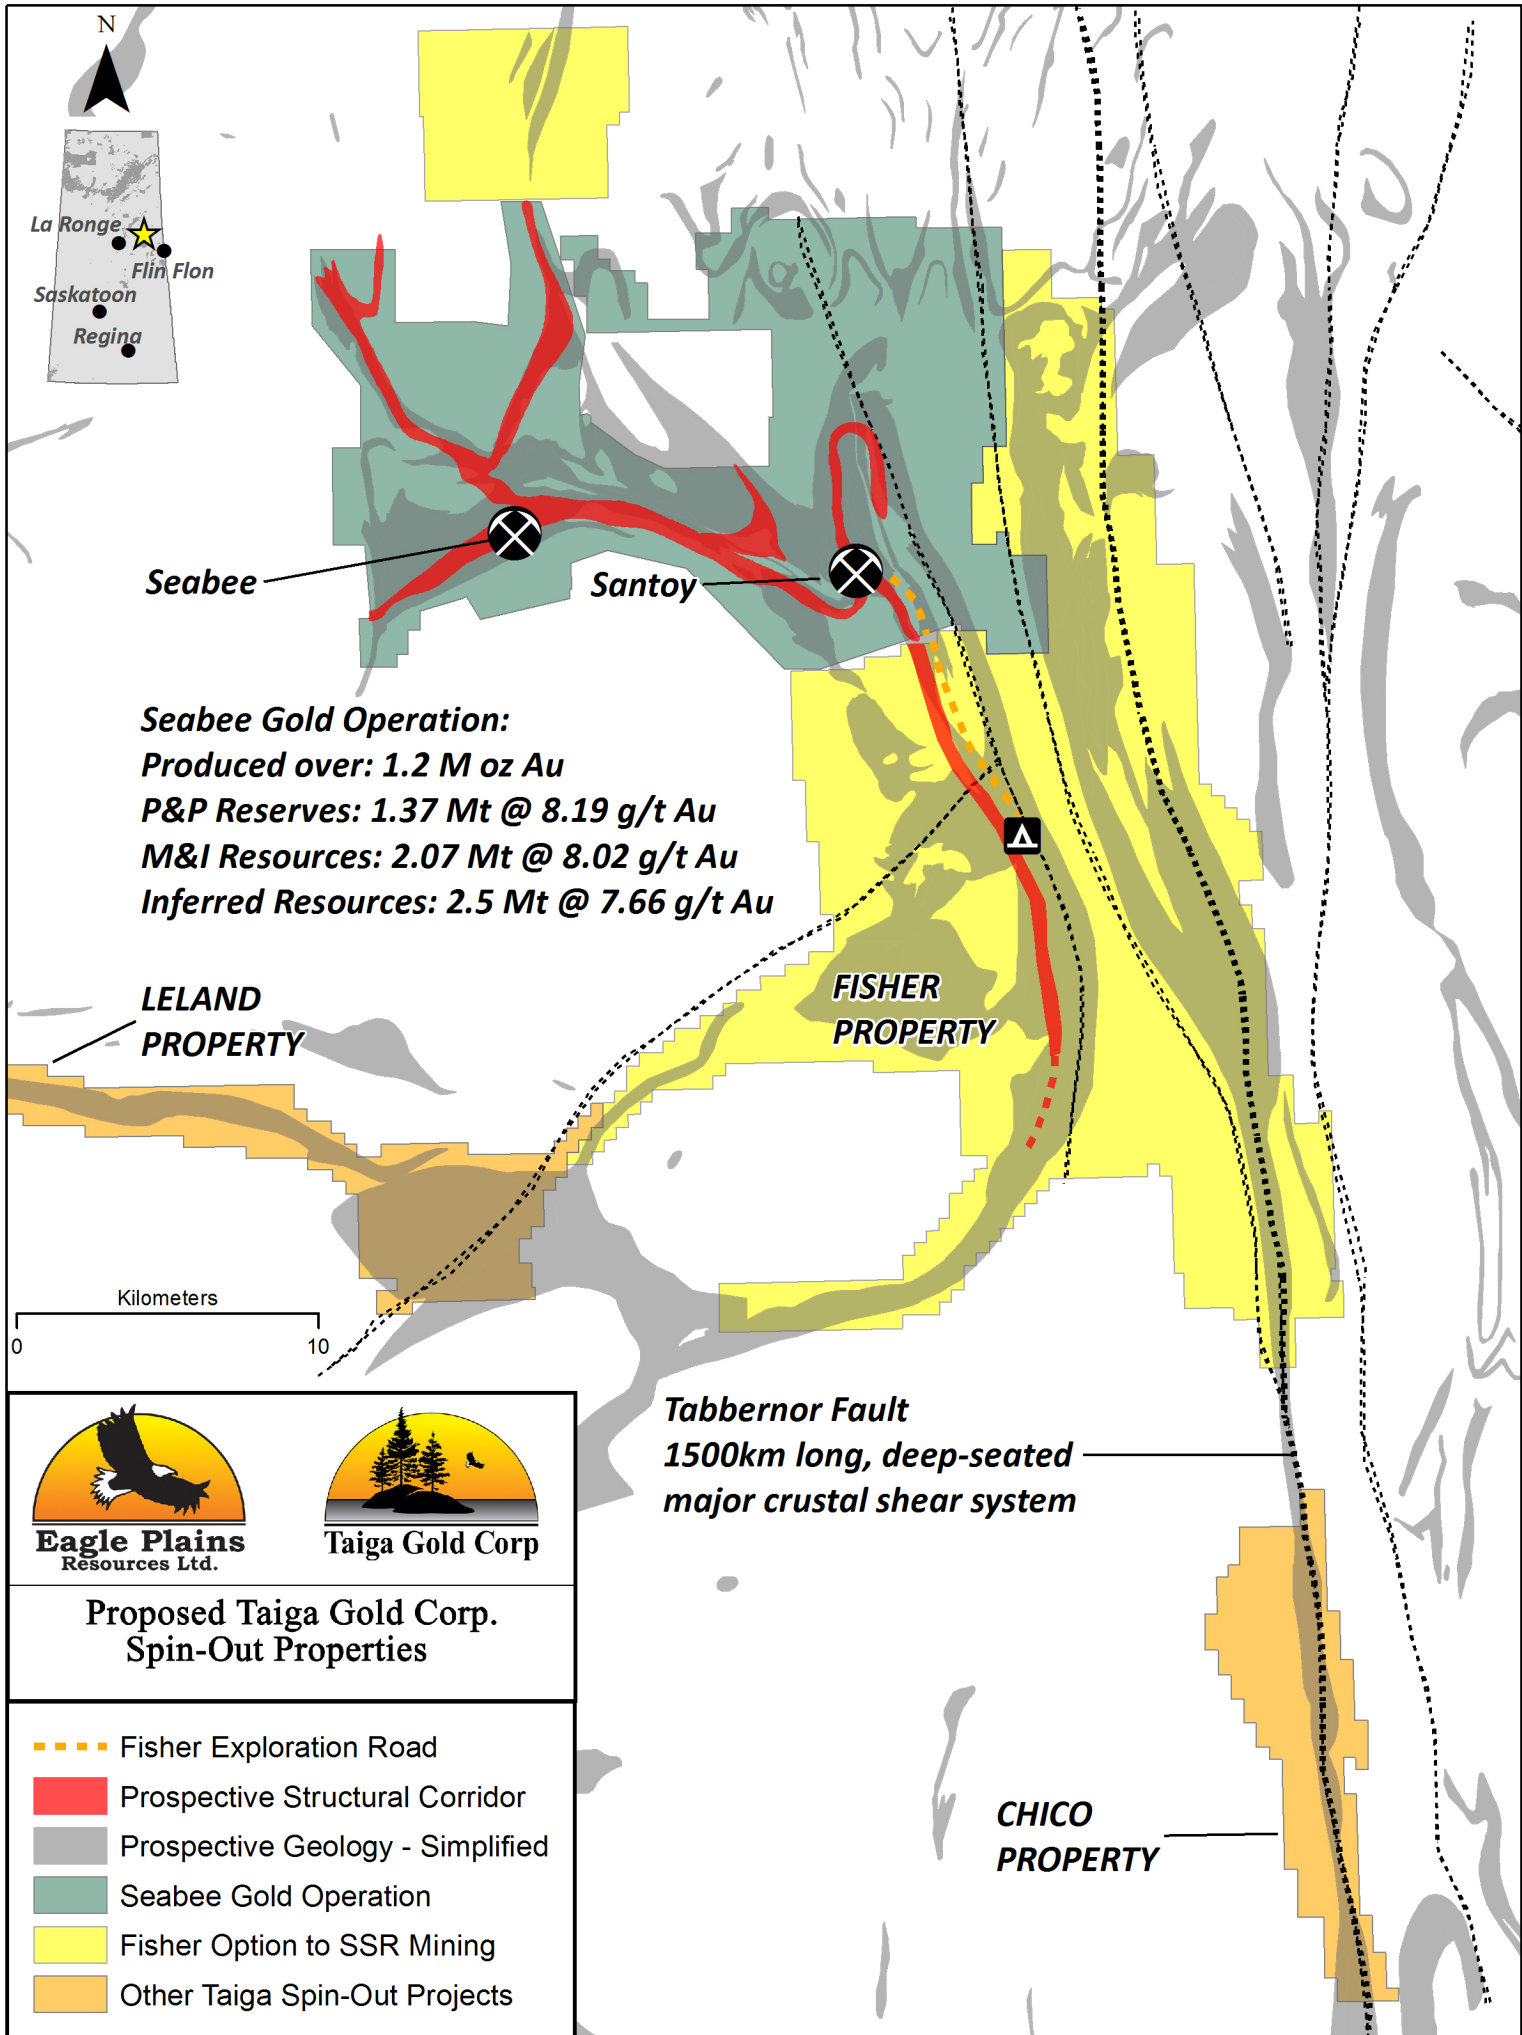 N
La Ronge
Flin Flon
Saskatoon
Regina
Seabee
Santoy
Seabee Gold Operation:
Produced over: 1.2 M oz Au
P&P Reserves: 1.37 Mt @ 8.19 g/t Au
M&I Resources: 2.07 Mt @ 8.02 g/t Au
Inferred Resources: 2.5 Mt @ 7.66 g/t Au
LELAND
PROPERTY
FISHER
PROPERTY
Kilometers
0 10
Tabbernor Fault
1500km long, deep-seated
major crustal shear system
Eagle Plains
Resources Ltd.
Taiga Gold Corp
Proposed Taiga Gold Corp.
Spin-Out Properties
Fisher Exploration Road
Prospective Structural Corridor
Prospective Geology - Simplified
Seabee Gold Operation
Fisher Option to SSR Mining
Other Taiga Spin-Out Projects
CHICO
PROPERTY